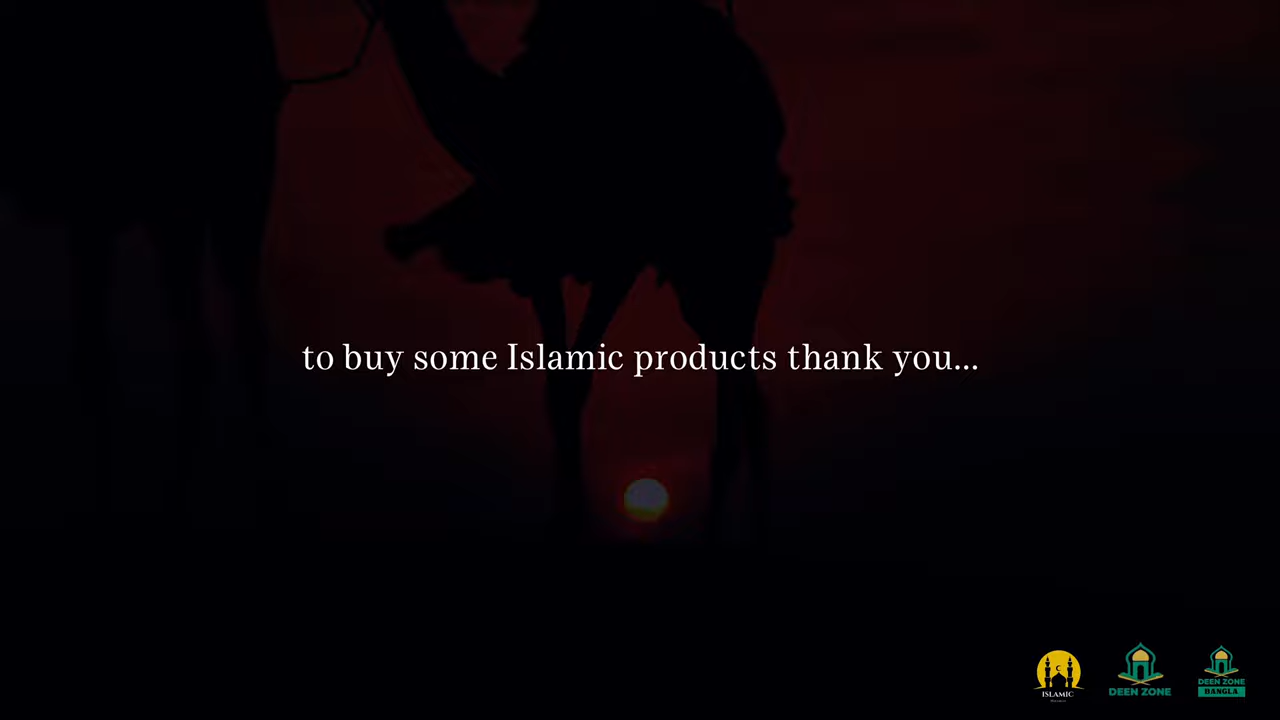 to buy some Islamic products thank you...
ISLAMIC
DEEN ZONE
DEEN ZONE
BANGLA